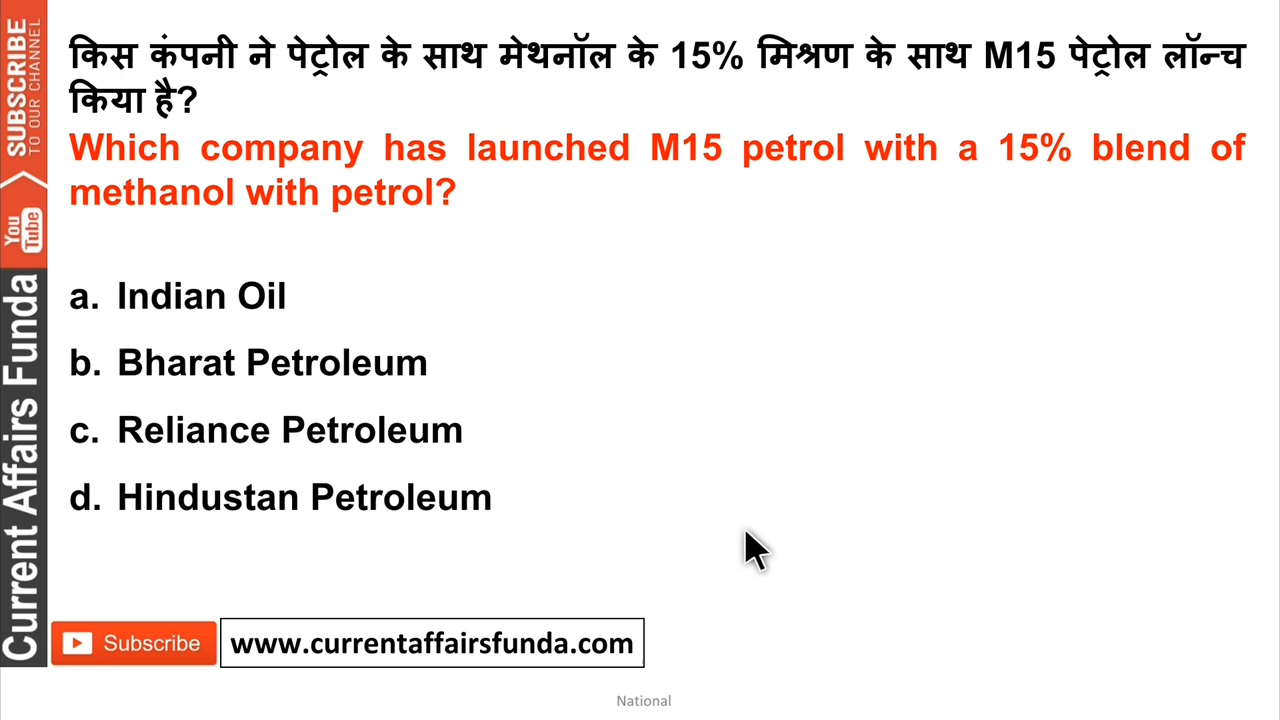 किस कंपनी ने पेट्रोल के साथ मेथनॉल के 15% मिश्रण के साथ M15 पेट्रोल लॉन्च
किया है?
Which company has launched M15 petrol with a 15% blend of
methanol with petrol?
a. Indian Oil
b. Bharat Petroleum
c. Reliance Petroleum
d. Hindustan Petroleum
SUBSCRIBE
TO OUR CHANNEL
You
Tube
Current Affairs Funda
Subscribe
www.currentaffairsfunda.com
National